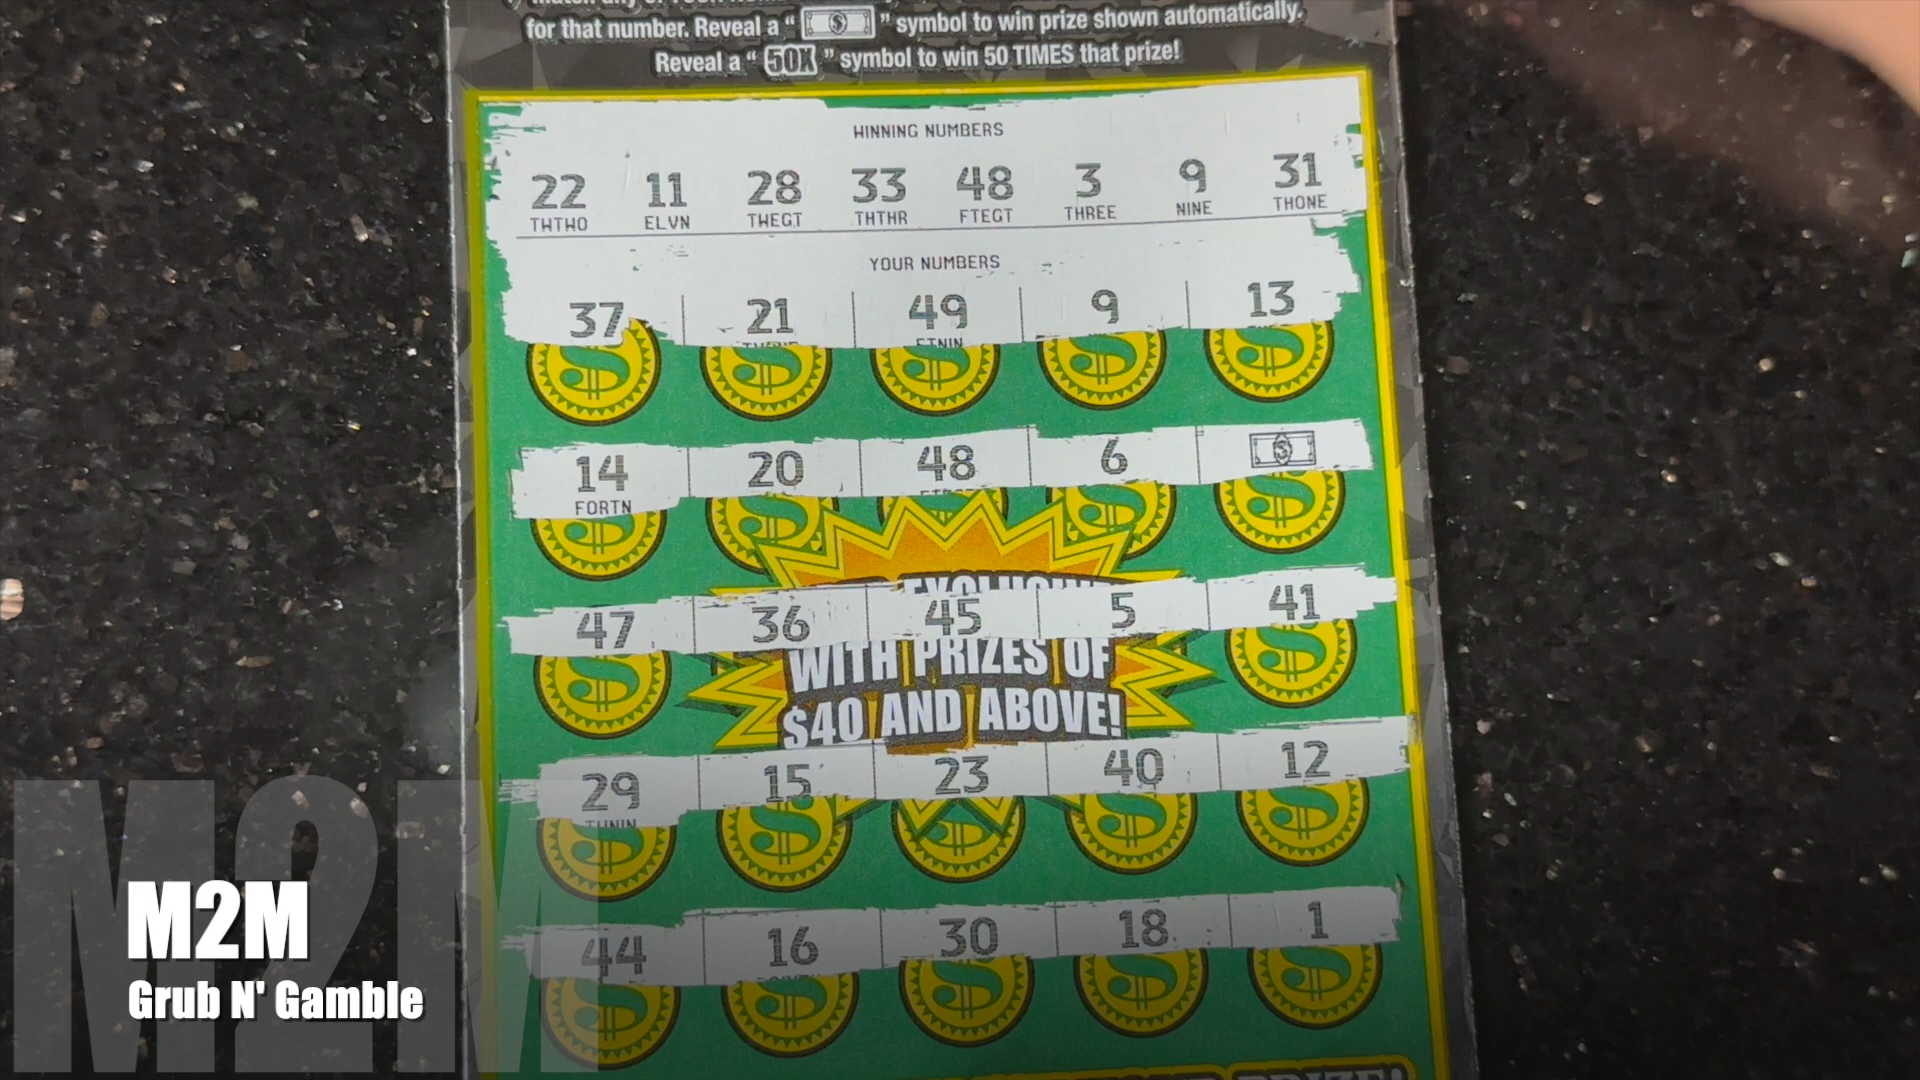 for that number. Reveal a " $ " symbol to win prize shown automatically.
Reveal a " 50X " symbol to win 50 TIMES that prize!
WINNING NUMBERS
22 11 28 33 48 3 9 31
THTWO ELVN TWEGT THTHR FTEGT THREE NINE THONE
YOUR NUMBERS
37 21 49 9 13
14 20 48 6 $
FORTN
47 36 45 5 41
WITH PRIZES OF
$40 AND ABOVE!
29 15 23 40 12
44 16 30 18 1
M2M
M2M
Grub N' Gamble